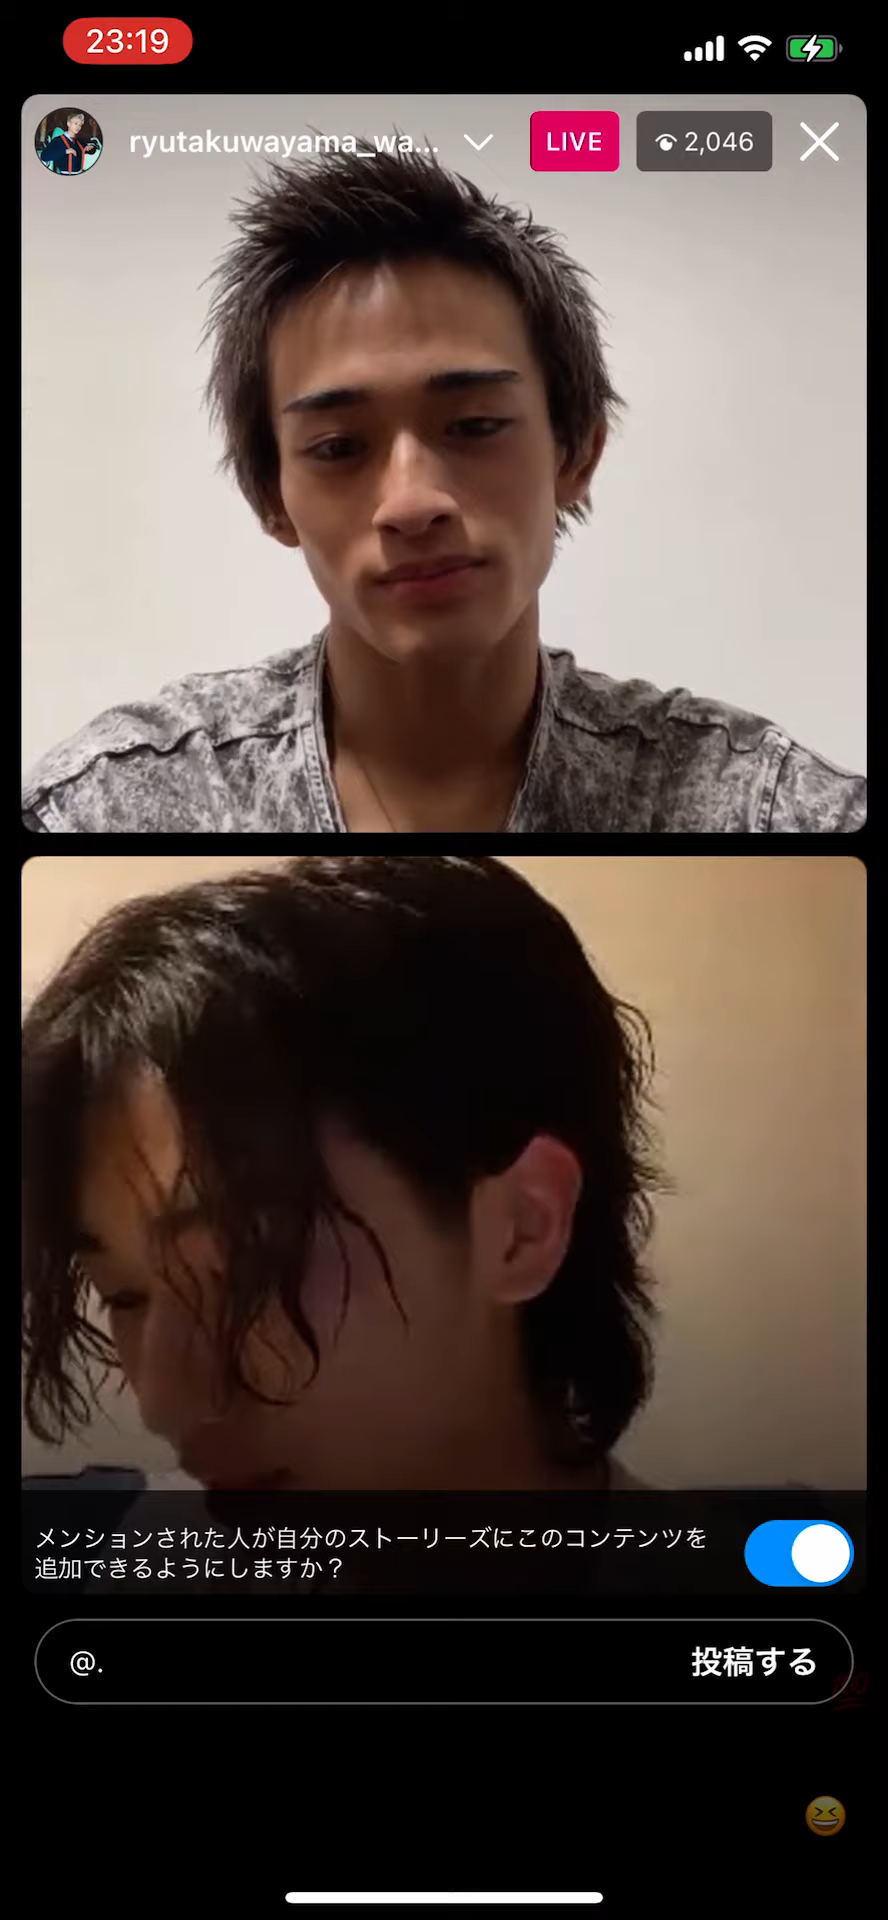 23:19
ryutakuwayama_wa...
LIVE
2,046
メンションされた人が自分のストーリーズにこのコンテンツを
追加できるようにしますか？
@.
投稿する